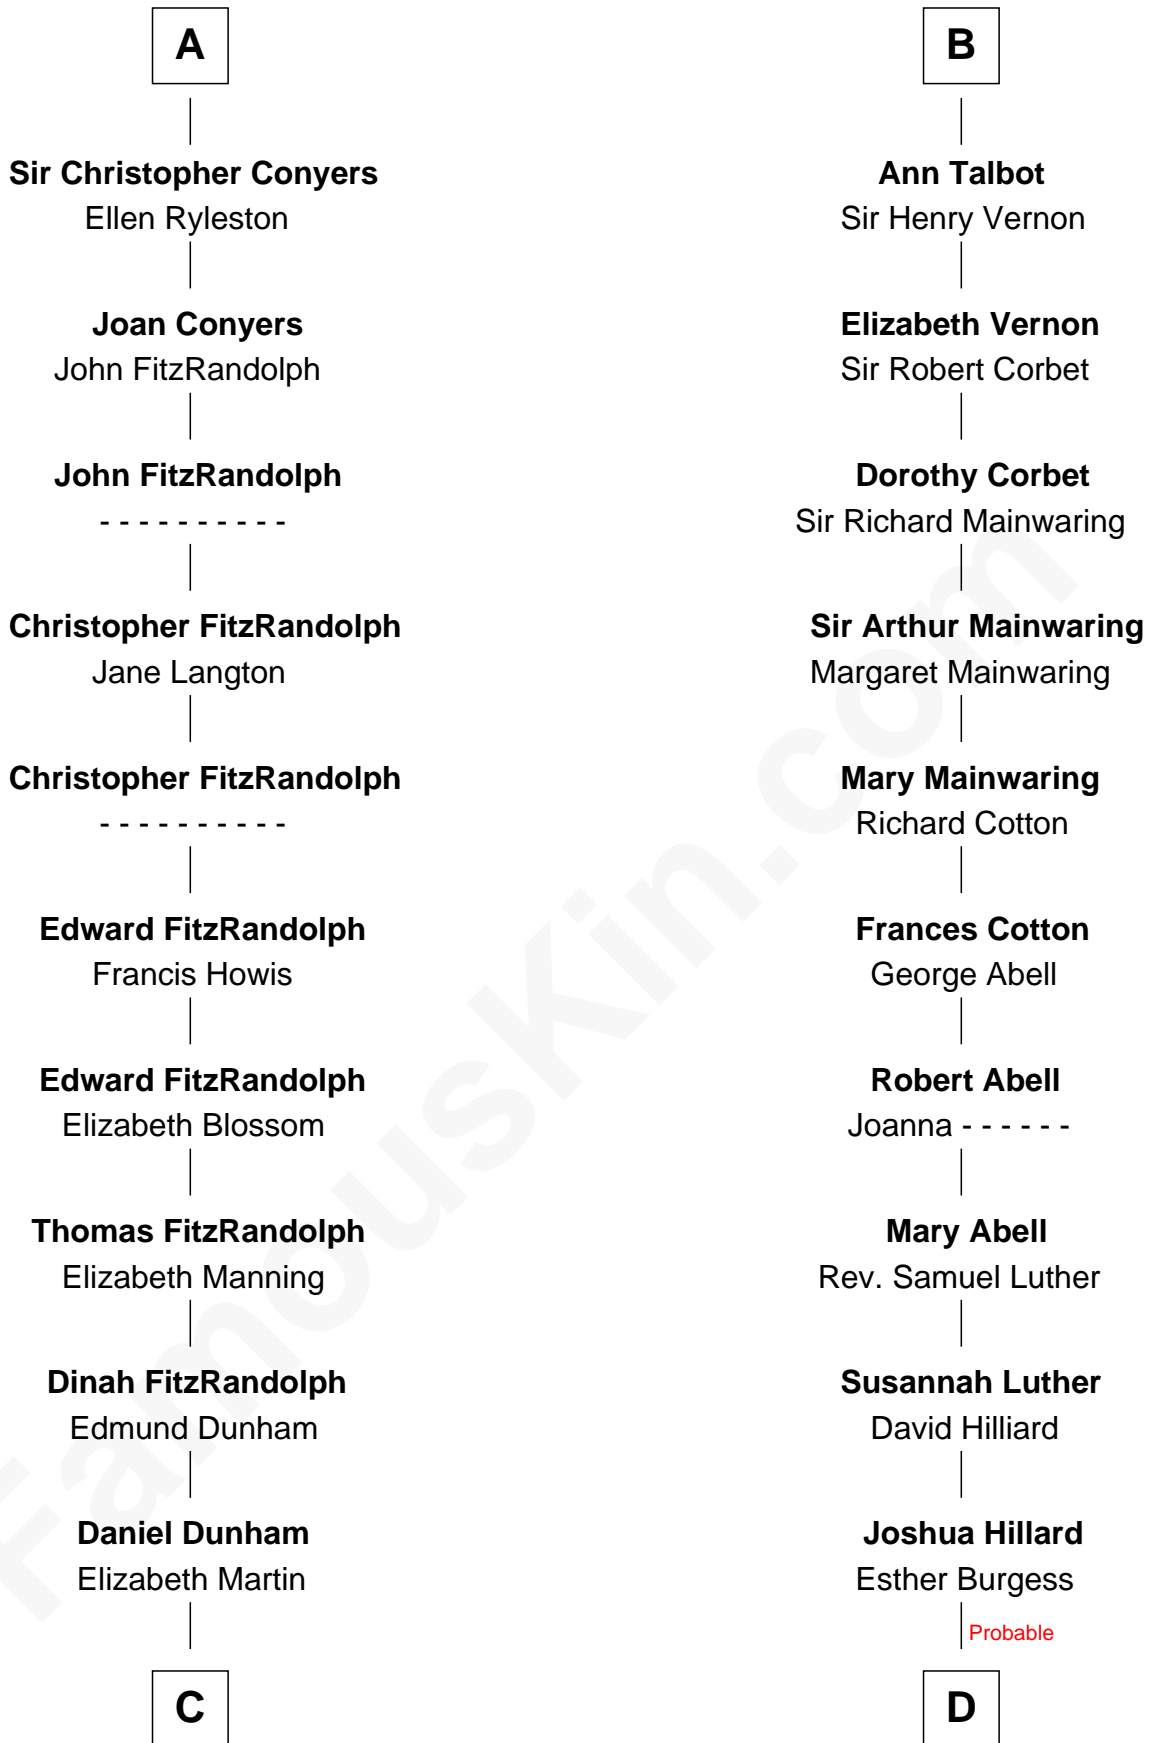 A
B
Sir Christopher Conyers
Ellen Ryleston
Ann Talbot
Sir Henry Vernon
Joan Conyers
John FitzRandolph
Elizabeth Vernon
Sir Robert Corbet
John FitzRandolph
- - - - - - - - - -
Dorothy Corbet
Sir Richard Mainwaring
Christopher FitzRandolph
Jane Langton
Sir Arthur Mainwaring
Margaret Mainwaring
Christopher FitzRandolph
- - - - - - - - - -
Mary Mainwaring
Richard Cotton
Edward FitzRandolph
Francis Howis
Frances Cotton
George Abell
Edward FitzRandolph
Elizabeth Blossom
Robert Abell
Joanna - - - - - -
Thomas FitzRandolph
Elizabeth Manning
Mary Abell
Rev. Samuel Luther
Dinah FitzRandolph
Edmund Dunham
Susannah Luther
David Hilliard
Daniel Dunham
Elizabeth Martin
Joshua Hillard
Esther Burgess
Probable
C
D
FamousKin.com